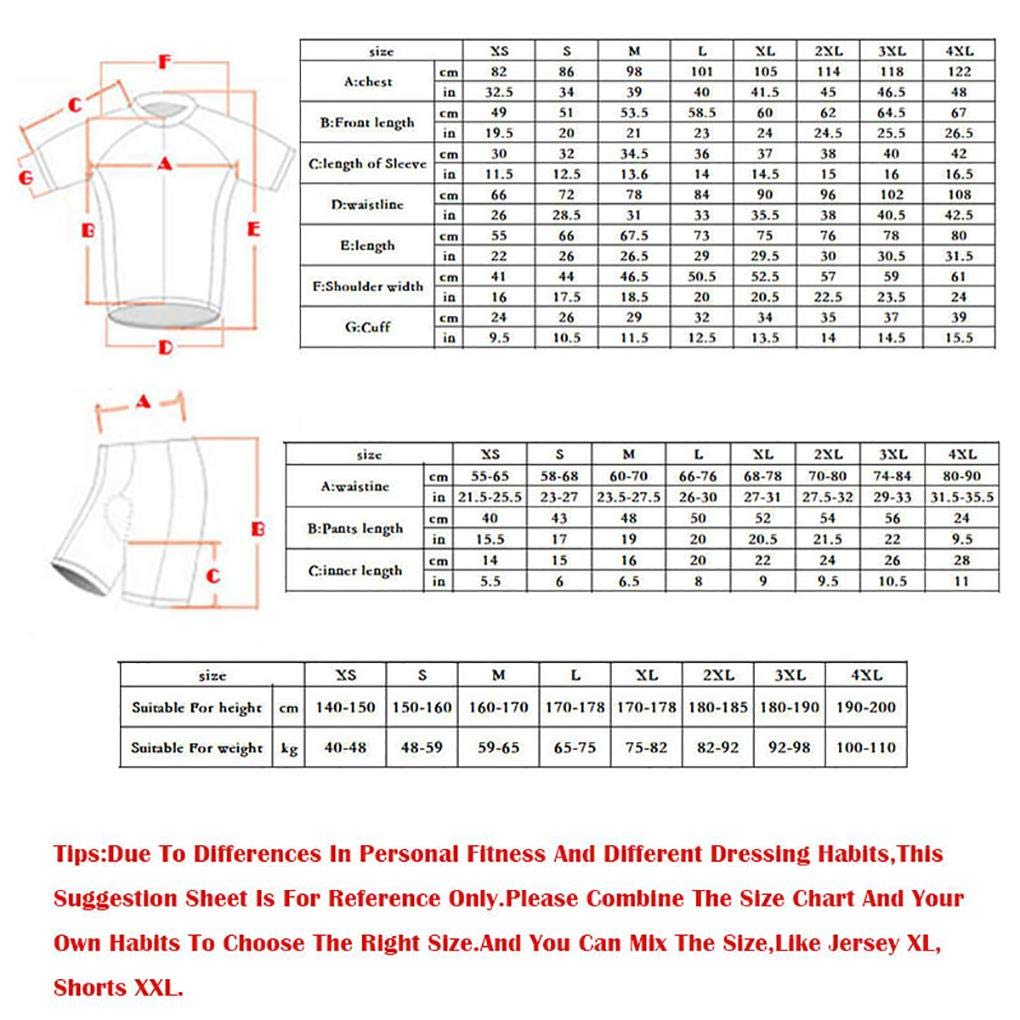 F
C
A
G
B
E
D
size XS S M L XL 2XL 3XL 4XL
A:chest cm 82 86 98 101 105 114 118 122
in 32.5 34 39 40 41.5 45 46.5 48
B:Front length cm 49 51 53.5 58.5 60 62 64.5 67
in 19.5 20 21 23 24 24.5 25.5 26.5
C:length of Sleeve cm 30 32 34.5 36 37 38 40 42
in 11.5 12.5 13.6 14 14.5 15 16 16.5
D:waistline cm 66 72 78 84 90 96 102 108
in 26 28.5 31 33 35.5 38 40.5 42.5
E:length cm 55 66 67.5 73 75 76 78 80
in 22 26 26.5 29 29.5 30 30.5 31.5
F:Shoulder width cm 41 44 46.5 50.5 52.5 57 59 61
in 16 17.5 18.5 20 20.5 22.5 23.5 24
G:Cuff cm 24 26 29 32 34 35 37 39
in 9.5 10.5 11.5 12.5 13.5 14 14.5 15.5
A
B
C
size XS S M L XL 2XL 3XL 4XL
A:waistine cm 55-65 58-68 60-70 66-76 68-78 70-80 74-84 80-90
in 21.5-25.5 23-27 23.5-27.5 26-30 27-31 27.5-32 29-33 31.5-35.5
B:Pants length cm 40 43 48 50 52 54 56 24
in 15.5 17 19 20 20.5 21.5 22 9.5
C:inner length cm 14 15 16 20 22 24 26 28
in 5.5 6 6.5 8 9 9.5 10.5 11
size XS S M L XL 2XL 3XL 4XL
Suitable For height cm 140-150 150-160 160-170 170-178 170-178 180-185 180-190 190-200
Suitable For weight kg 40-48 48-59 59-65 65-75 75-82 82-92 92-98 100-110
Tips:Due To Differences In Personal Fitness And Different Dressing Habits,This
Suggestion Sheet Is For Reference Only.Please Combine The Size Chart And Your
Own Habits To Choose The Right Size.And You Can Mix The Size,Like Jersey XL,
Shorts XXL.